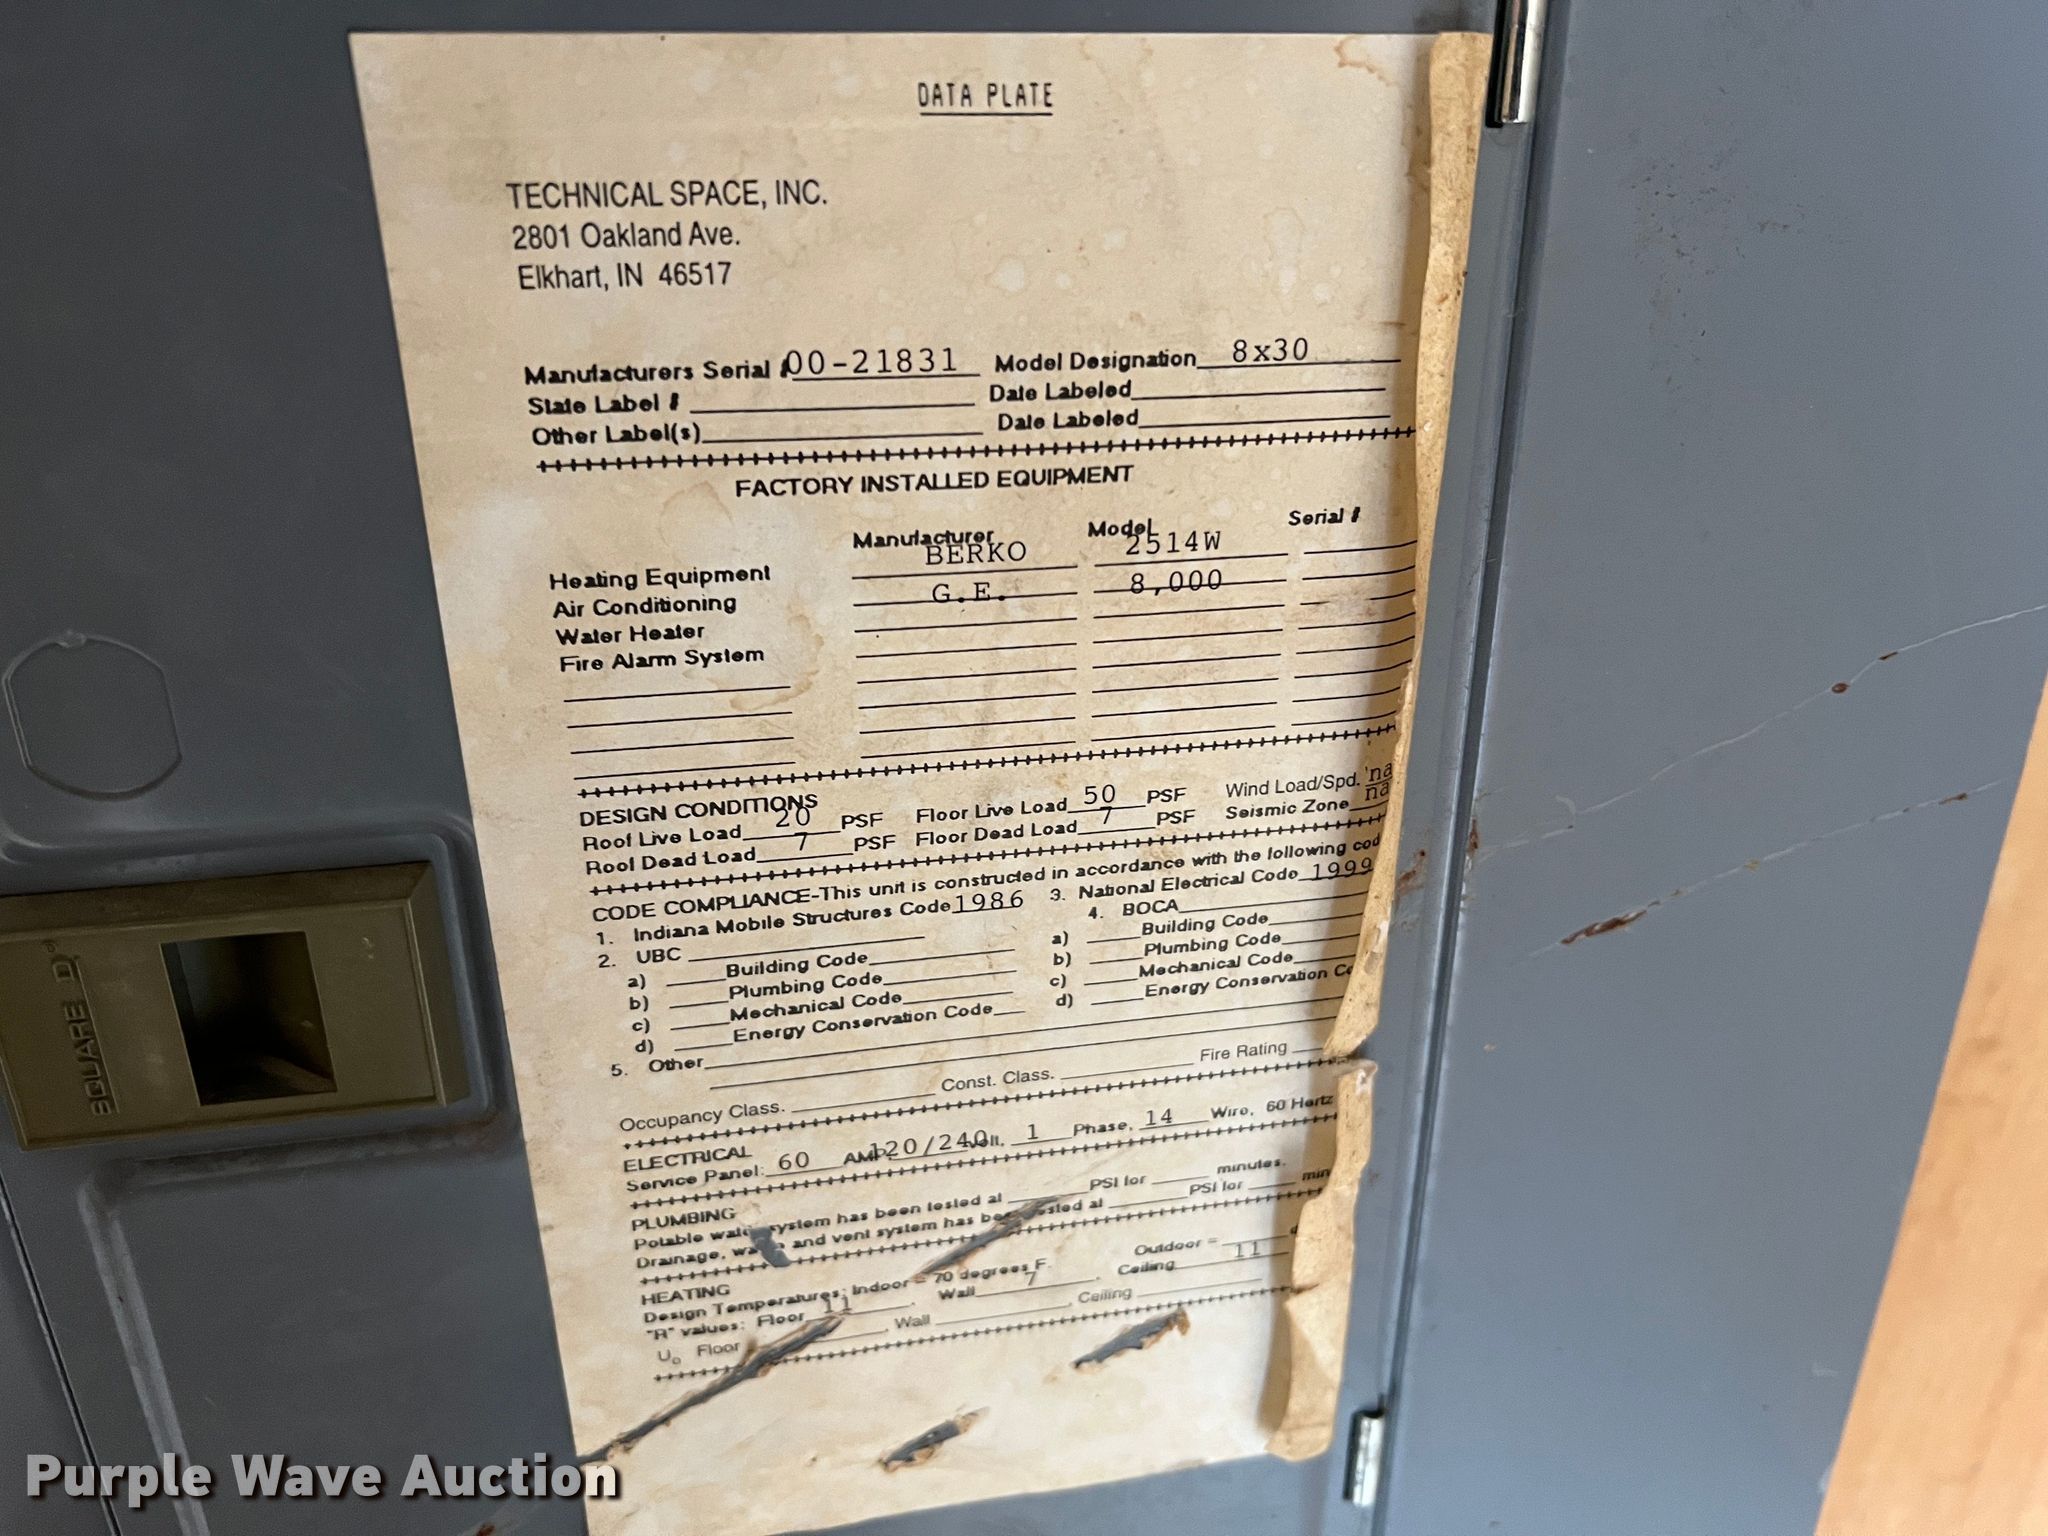 DATA PLATE
TECHNICAL SPACE, INC.
2801 Oakland Ave.
Elkhart, IN 46517
Manufacturers Serial # 00-21831 Model Designation 8x30
State Label # Date Labeled
Other Label(s) Date Labeled
FACTORY INSTALLED EQUIPMENT
Manufacturer Model Serial #
Heating Equipment BERKO 2514W
Air Conditioning G.E. 8,000
Water Heater
Fire Alarm System
DESIGN CONDITIONS
Roof Live Load 20 PSF Floor Live Load 50 PSF Wind Load/Spd. na
Roof Dead Load 7 PSF Floor Dead Load 7 PSF Seismic Zone na
CODE COMPLIANCE-This unit is constructed in accordance with the following cod
1. Indiana Mobile Structures Code 1986 3. National Electrical Code 1999
2. UBC 4. BOCA
a) Building Code a) Building Code
b) Plumbing Code b) Plumbing Code
c) Mechanical Code c) Mechanical Code
d) Energy Conservation Code d) Energy Conservation Co
5. Other
Occupancy Class. Const. Class. Fire Rating
ELECTRICAL
Service Panel: 60 AMP, 120/240 Volt, 1 Phase, 14 Wire, 60 Hertz
PLUMBING
Potable water system has been tested at PSI for minutes.
Drainage, and vent system has been tested at PSI for min
HEATING
Design Temperatures: Indoor = 70 degrees F. Outdoor =
"R" values: Floor 11, Wall 7, Ceiling 11
Uo Floor, Wall, Ceiling
SQUARE D®
Purple Wave Auction